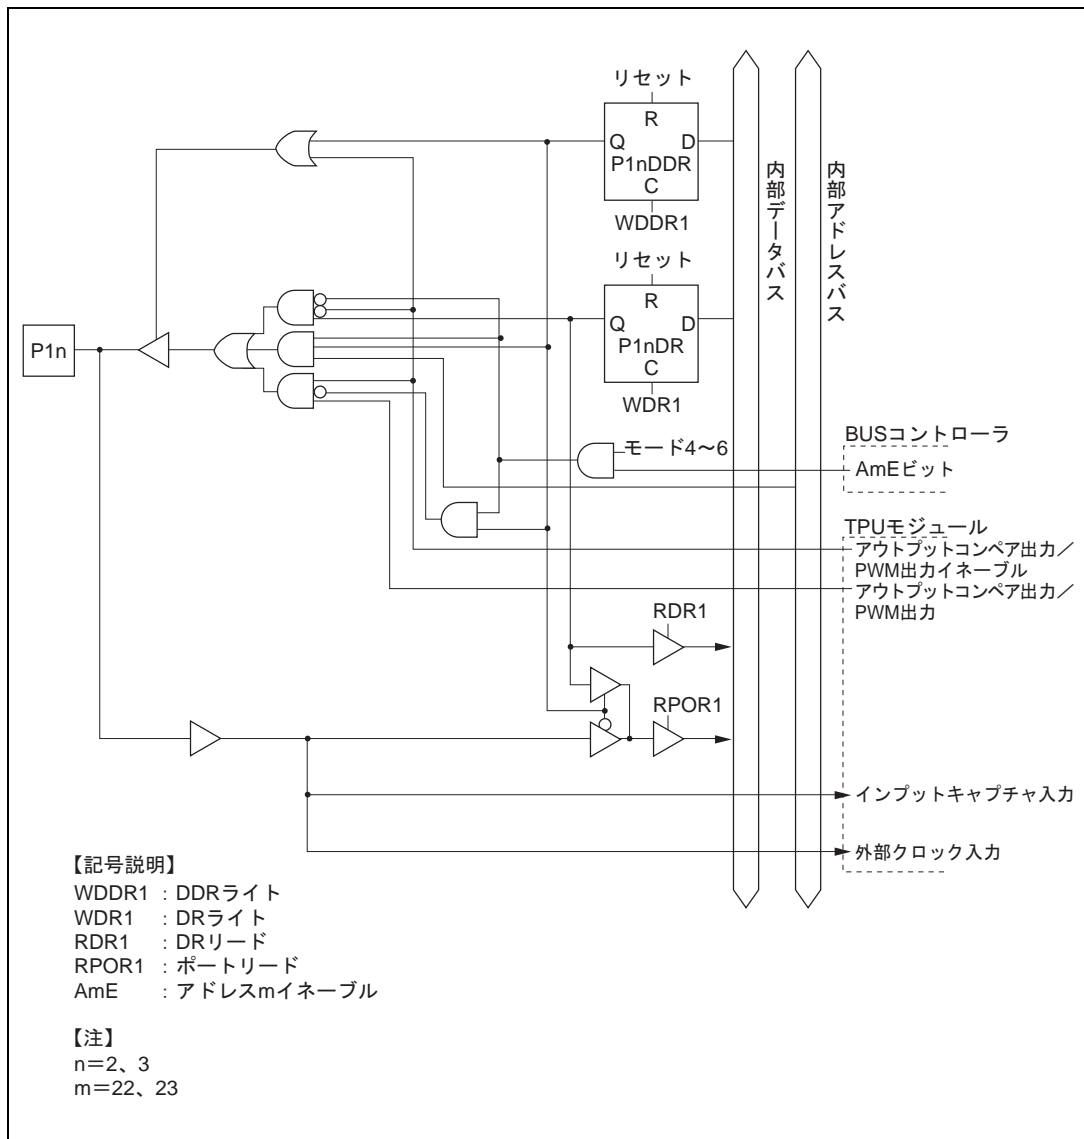 リセット
R
Q D
P1nDDR
C
WDDR1
リセット
R
Q D
P1nDR
C
WDR1
内部データバス
内部アドレスバス
P1n
モード4～6
BUSコントローラ
AmEビット
TPUモジュール
アウトプットコンペア出力／
PWM出力イネーブル
アウトプットコンペア出力／
PWM出力
RDR1
RPOR1
インプットキャプチャ入力
外部クロック入力
【記号説明】
WDDR1 : DDRライト
WDR1 : DRライト
RDR1 : DRリード
RPOR1 : ポートリード
AmE : アドレスmイネーブル
【注】
n＝2、3
m＝22、23